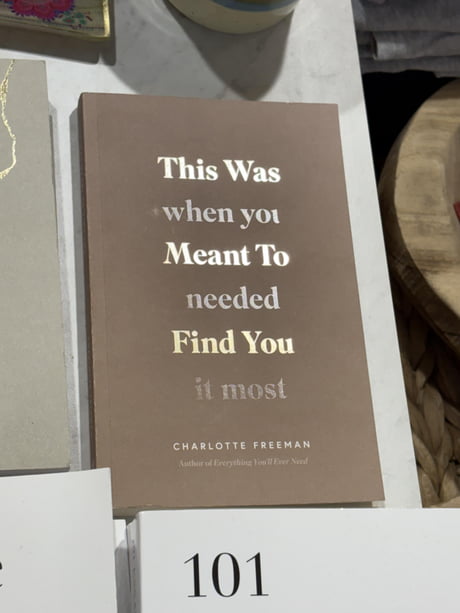 This Was
when you
Meant To
needed
Find You
it most
CHARLOTTE FREEMAN
Author of Everything You'll Ever Need
101